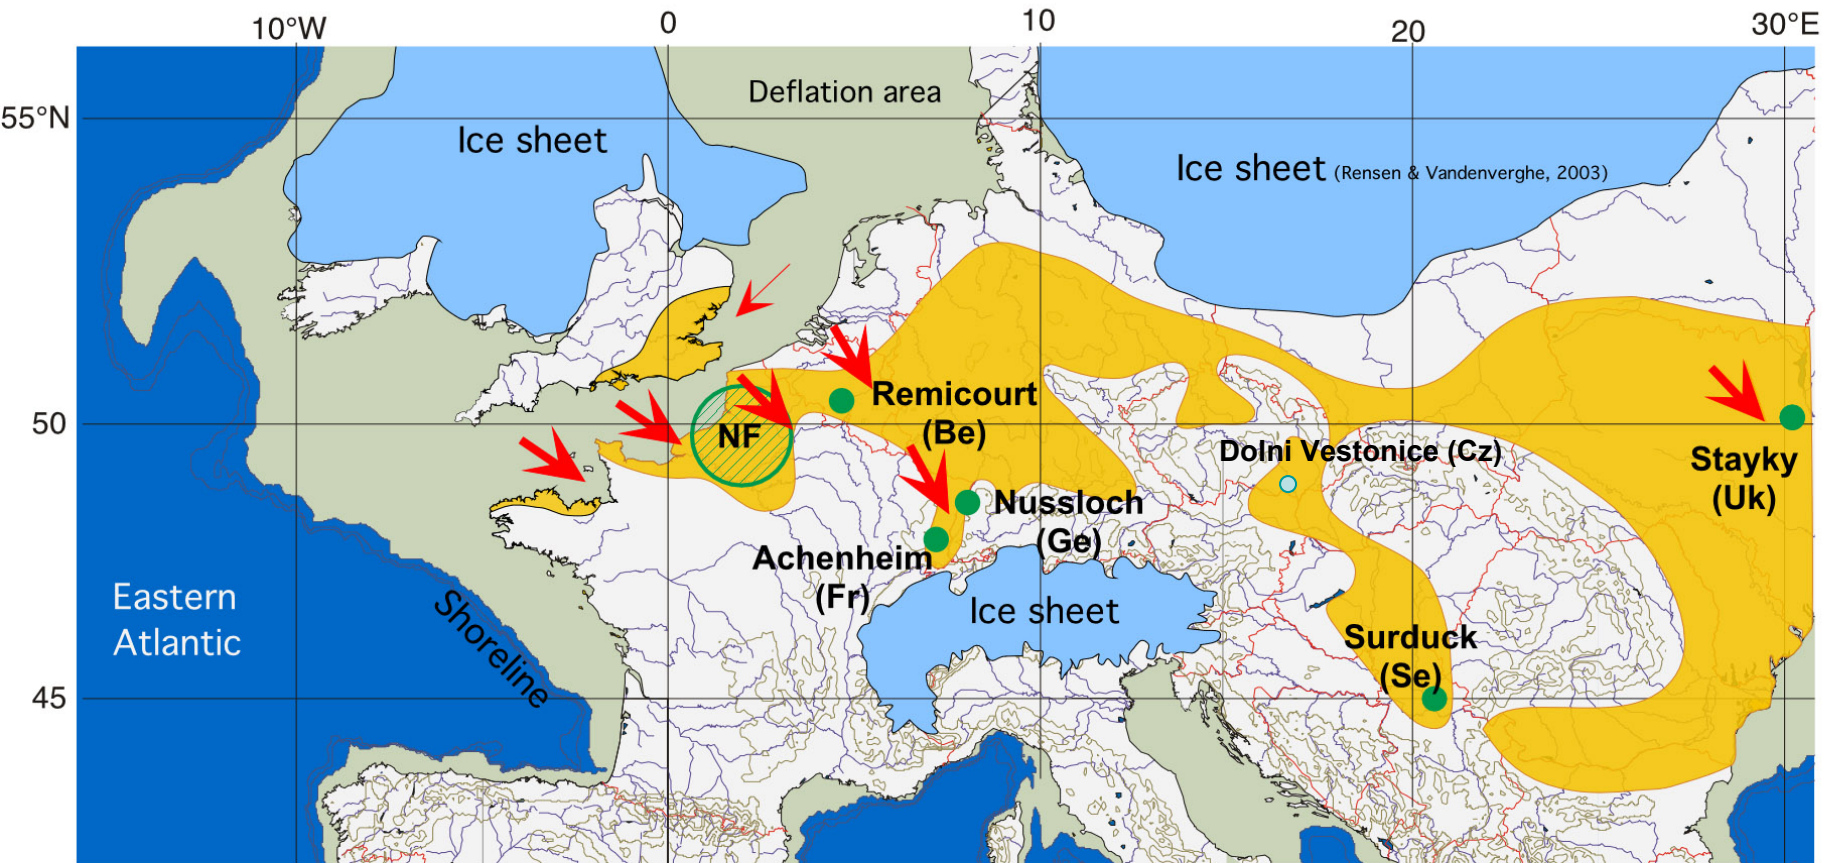 10°W
0
10
20
30°E
Deflation area
55°N
Ice sheet
Ice sheet (Rensen & Vandenverghe, 2003)
Remicourt
(Be)
50
NF
Dolni Vestonice (Cz)
Stayky
(Uk)
Nussloch
(Ge)
Achenheim
(Fr)
Eastern
Atlantic
Shoreline
Ice sheet
Surduck
(Se)
45